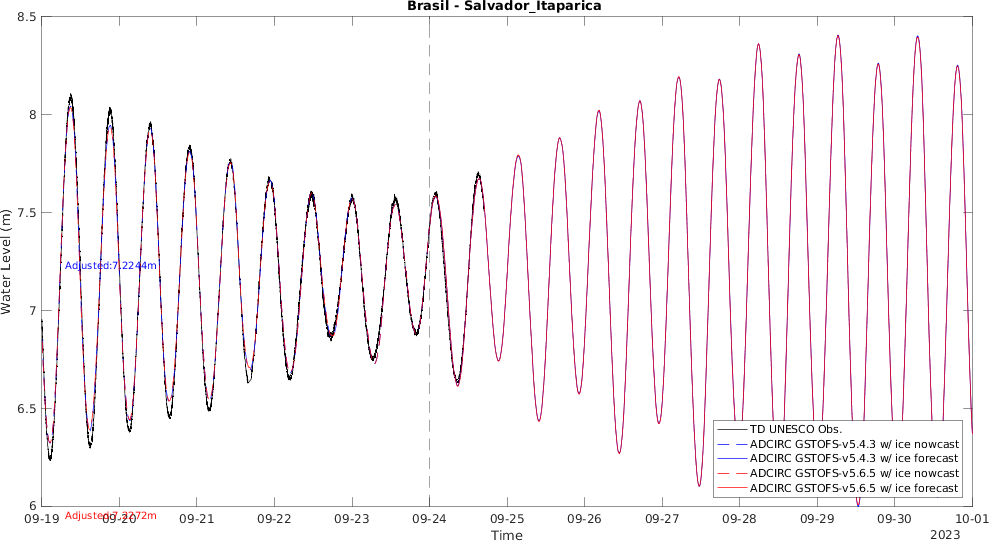 Brasil - Salvador_Itaparica
8.5
8
7.5
7
6.5
6
Water Level (m)
Adjusted:7.2244m
Adjusted:7.2272m
TD UNESCO Obs.
ADCIRC GSTOFS-v5.4.3 w/ ice nowcast
ADCIRC GSTOFS-v5.4.3 w/ ice forecast
ADCIRC GSTOFS-v5.6.5 w/ ice nowcast
ADCIRC GSTOFS-v5.6.5 w/ ice forecast
09-19 09-20 09-21 09-22 09-23 09-24 09-25 09-26 09-27 09-28 09-29 09-30 10-01
Time
2023